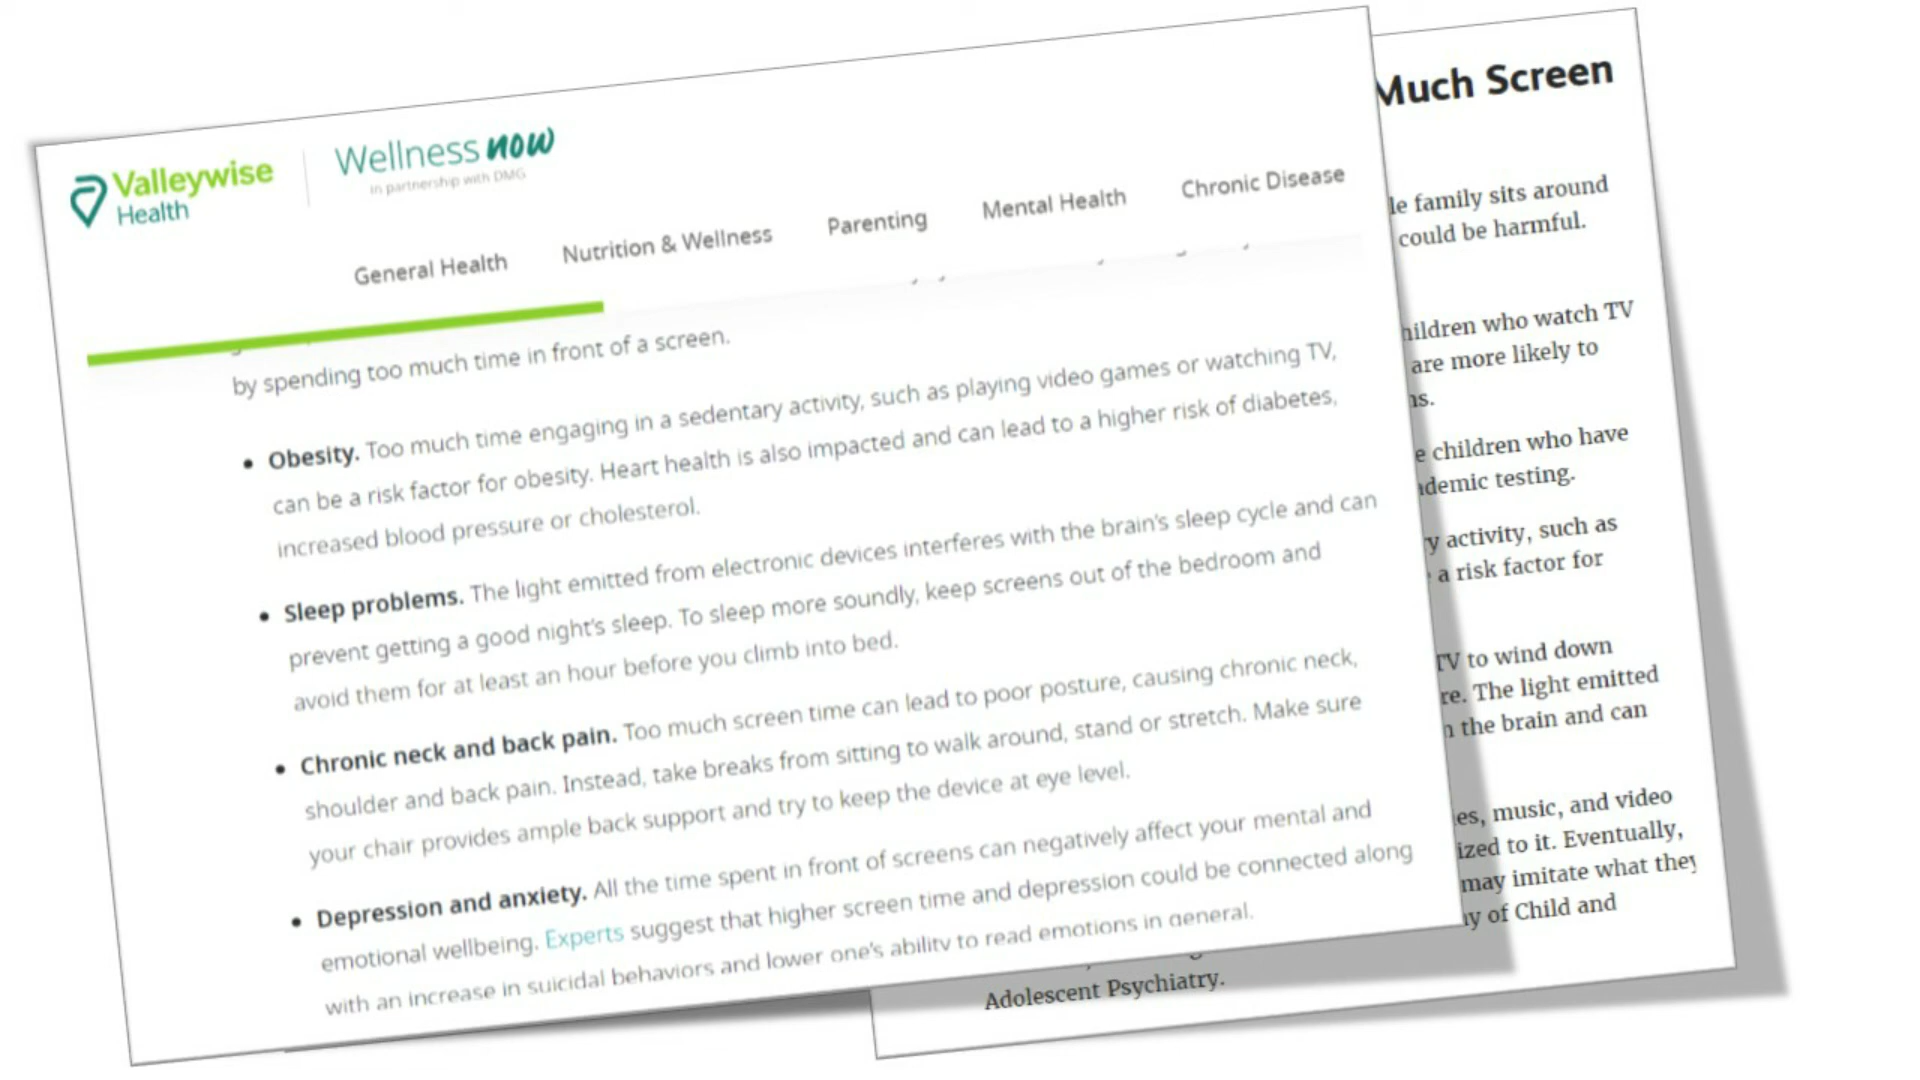 Valleywise
Health
Wellness now
in partnership with DMG
General Health
Nutrition & Wellness
Parenting
Mental Health
Chronic Disease
by spending too much time in front of a screen.
• Obesity. Too much time engaging in a sedentary activity, such as playing video games or watching TV,
can be a risk factor for obesity. Heart health is also impacted and can lead to a higher risk of diabetes,
increased blood pressure or cholesterol.
• Sleep problems. The light emitted from electronic devices interferes with the brain's sleep cycle and can
prevent getting a good night's sleep. To sleep more soundly, keep screens out of the bedroom and
avoid them for at least an hour before you climb into bed.
• Chronic neck and back pain. Too much screen time can lead to poor posture, causing chronic neck,
shoulder and back pain. Instead, take breaks from sitting to walk around, stand or stretch. Make sure
your chair provides ample back support and try to keep the device at eye level.
• Depression and anxiety. All the time spent in front of screens can negatively affect your mental and
emotional wellbeing. Experts suggest that higher screen time and depression could be connected along
with an increase in suicidal behaviors and lower one's ability to read emotions in general.
Much Screen
le family sits around
could be harmful.
hildren who watch TV
are more likely to
ns.
e children who have
ademic testing.
y activity, such as
a risk factor for
TV to wind down
re. The light emitted
n the brain and can
es, music, and video
ized to it. Eventually,
may imitate what they
y of Child and
Adolescent Psychiatry.